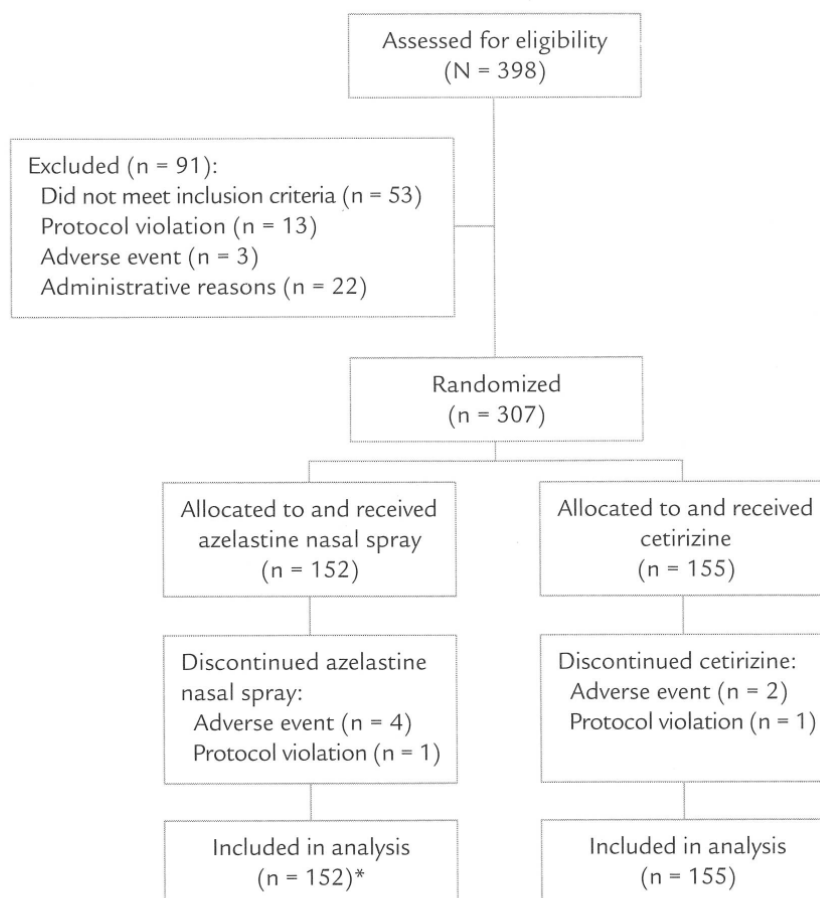 Assessed for eligibility
(N = 398)
Excluded (n = 91):
Did not meet inclusion criteria (n = 53)
Protocol violation (n = 13)
Adverse event (n = 3)
Administrative reasons (n = 22)
Randomized
(n = 307)
Allocated to and received
azelastine nasal spray
(n = 152)
Allocated to and received
cetirizine
(n = 155)
Discontinued azelastine
nasal spray:
Adverse event (n = 4)
Protocol violation (n = 1)
Discontinued cetirizine:
Adverse event (n = 2)
Protocol violation (n = 1)
Included in analysis
(n = 152)*
Included in analysis
(n = 155)